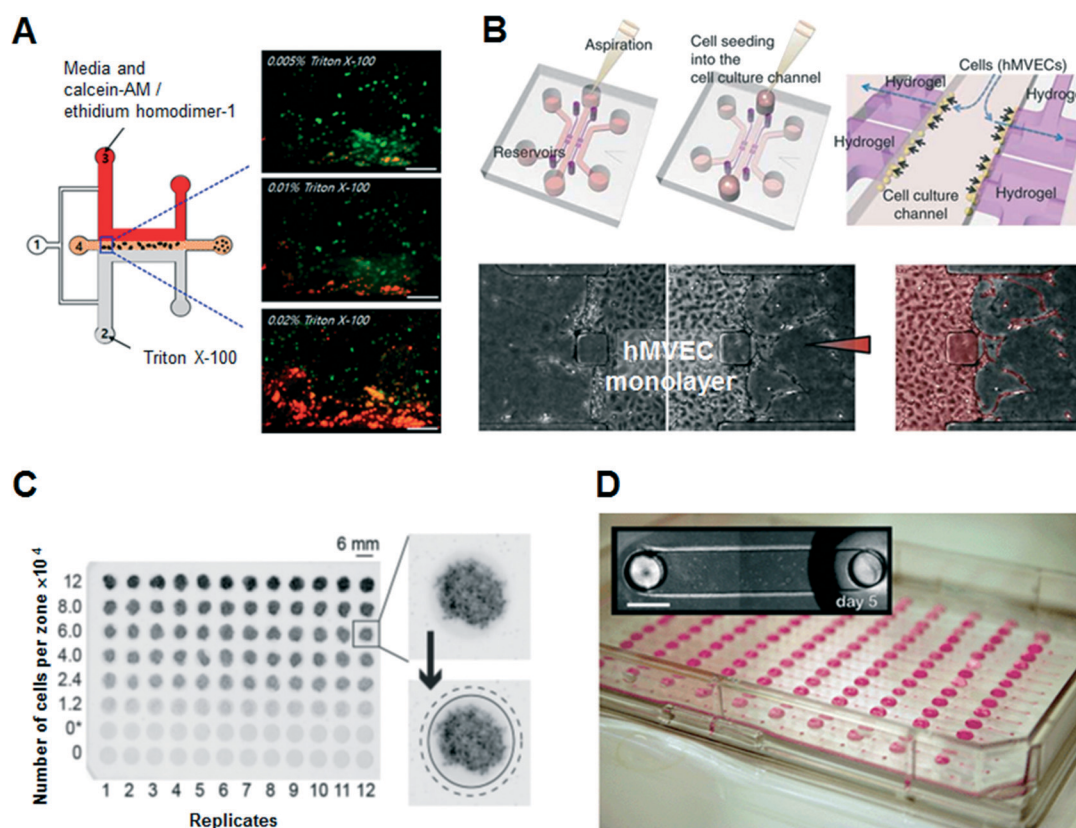 A
Media and
calcein-AM /
ethidium homodimer-1
3
1
4
2
Triton X-100
0.005% Triton X-100
0.01% Triton X-100
0.02% Triton X-100
B
Aspiration
Reservoirs
Cell seeding
into the
cell culture channel
Cells (hMVECs)
Hydrogel
Hydrogel
Hydrogel
Hydrogel
Cell culture
channel
hMVEC
monolayer
C
Number of cells per zone ×10⁴
6 mm
12
8.0
6.0
4.0
2.4
1.2
0*
0
1 2 3 4 5 6 7 8 9 10 11 12
Replicates
D
day 5